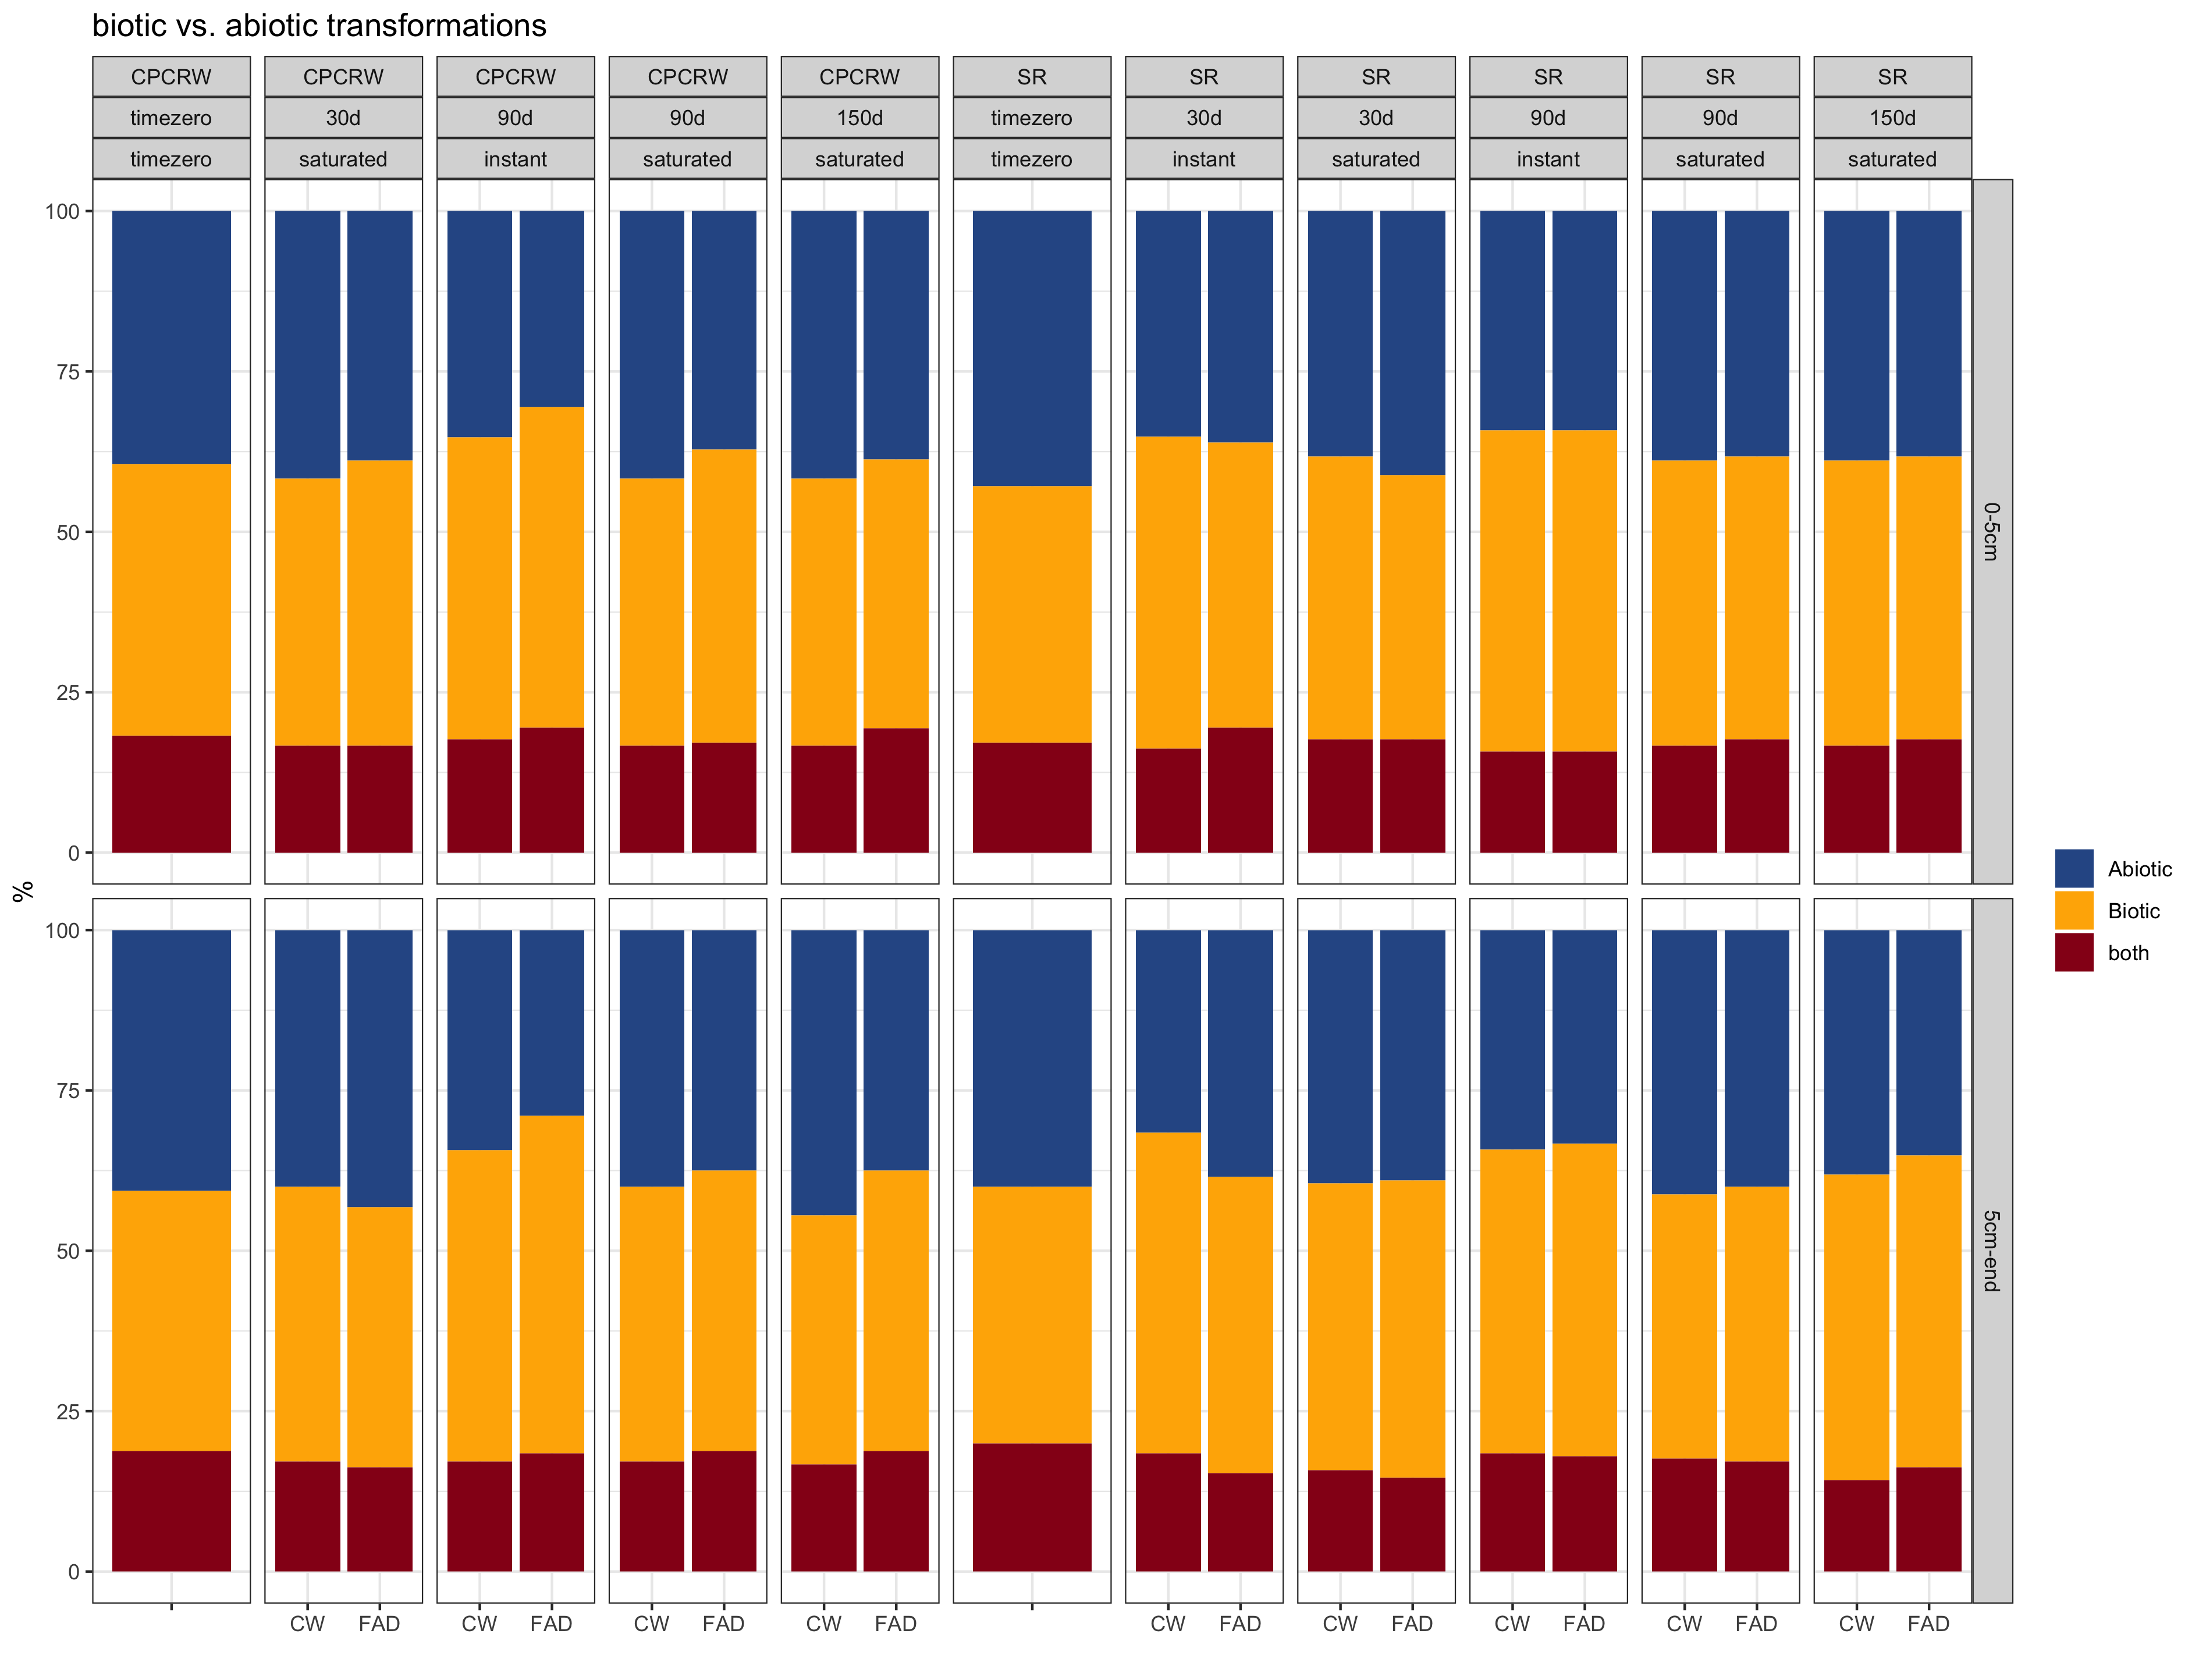 biotic vs. abiotic transformations
CPCRW CPCRW CPCRW CPCRW CPCRW SR SR SR SR SR SR
timezero 30d 90d 90d 150d timezero 30d 30d 90d 90d 150d
timezero saturated instant saturated saturated timezero instant saturated instant saturated saturated
100
75
50
25
0
0-5cm
%
Abiotic
Biotic
both
100
75
50
25
0
5cm-end
CW FAD CW FAD CW FAD CW FAD CW FAD CW FAD CW FAD CW FAD CW FAD